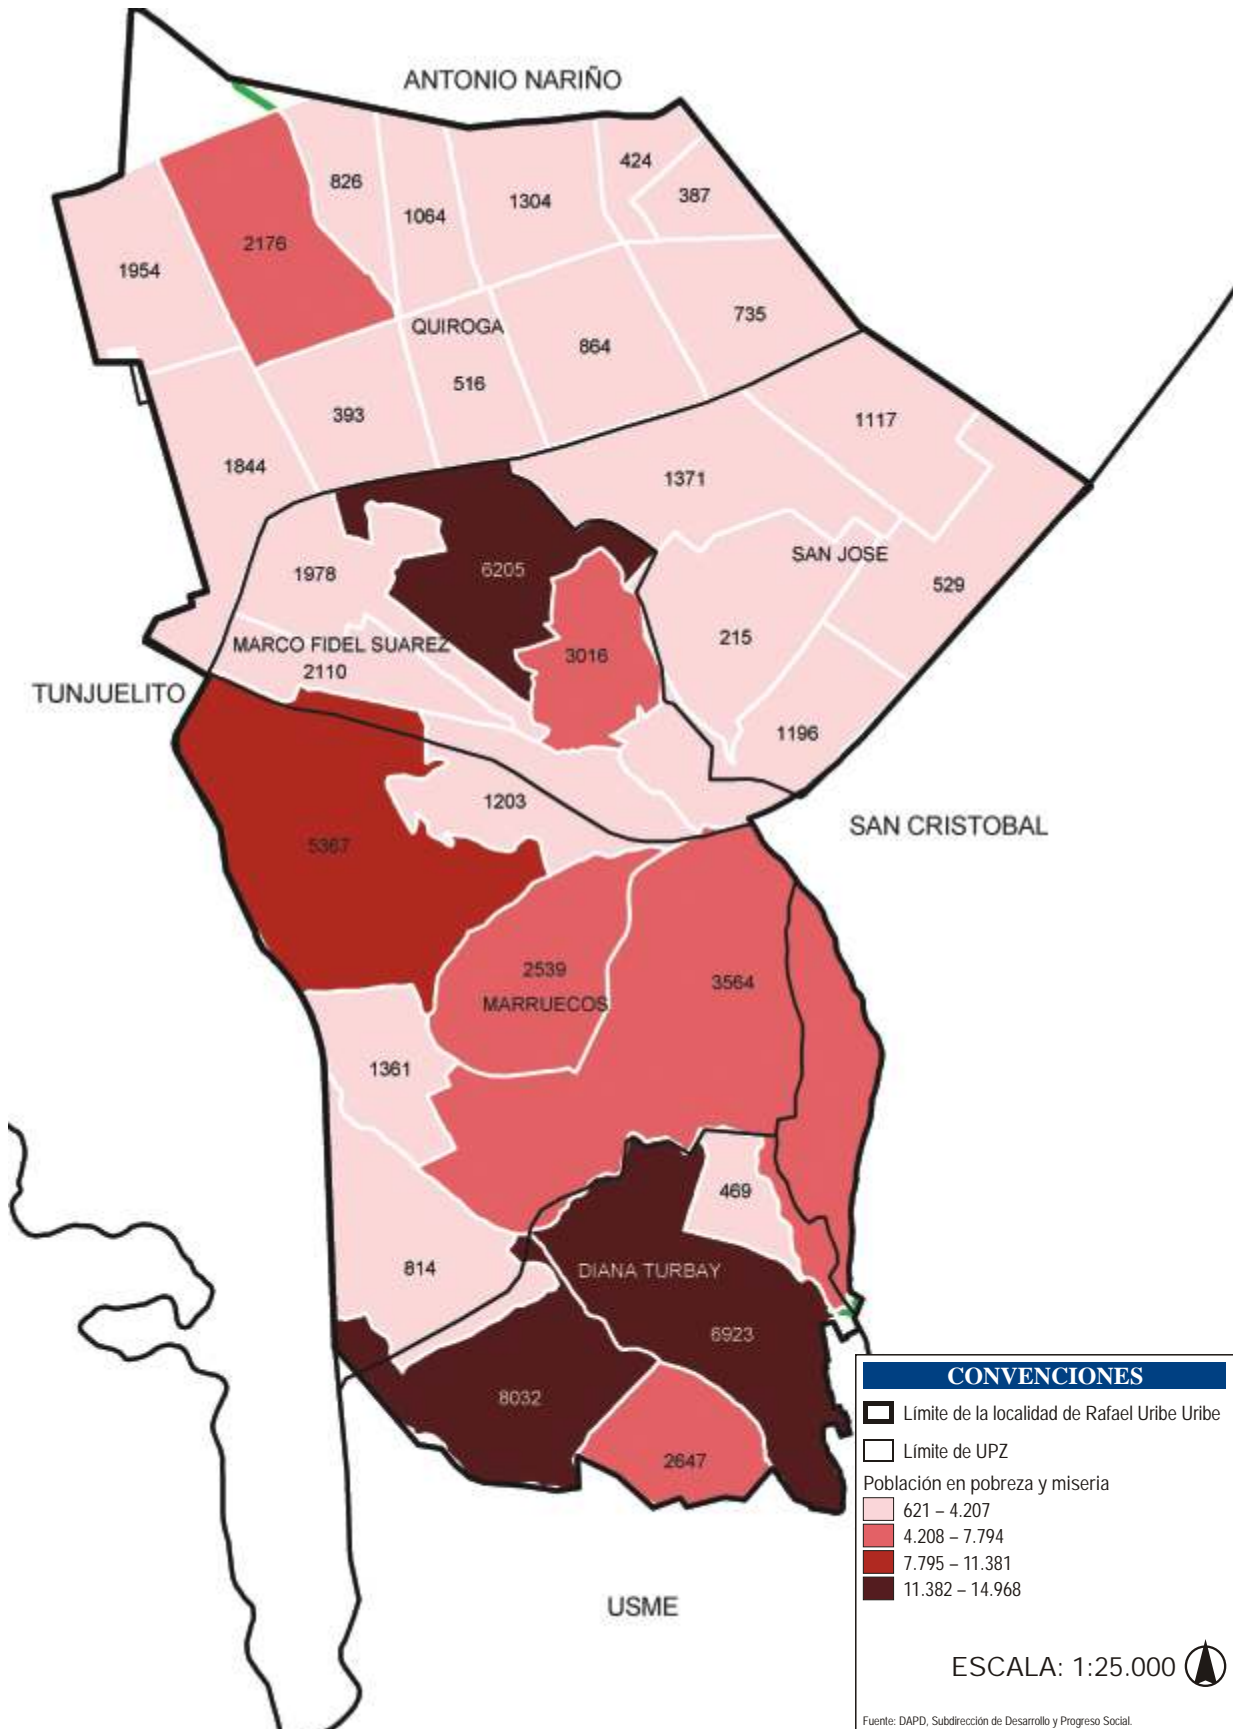 ANTONIO NARIÑO
424
826
387
1304
1064
2176
1954
735
QUIROGA
864
516
393
1117
1844
1371
SAN JOSE
6205
1978
529
215
MARCO FIDEL SUAREZ
3016
2110
TUNJUELITO
1196
1203
SAN CRISTOBAL
5367
2539
3564
MARRUECOS
1361
469
814
DIANA TURBAY
6923
8032
2647
USME
CONVENCIONES
Límite de la localidad de Rafael Uribe Uribe
Límite de UPZ
Población en pobreza y miseria
621 – 4.207
4.208 – 7.794
7.795 – 11.381
11.382 – 14.968
ESCALA: 1:25.000
Fuente: DAPD, Subdirección de Desarrollo y Progreso Social.